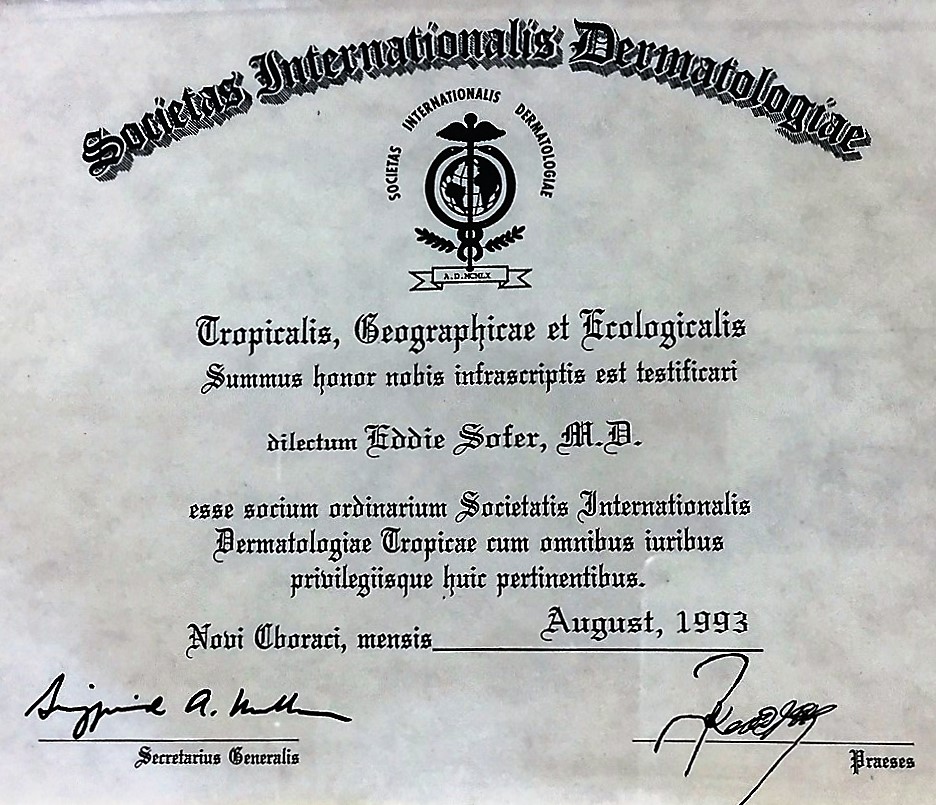 Societas Internationalis Dermatologiae
SOCIETAS INTERNATIONALIS DERMATOLOGIAE
A.D.MCMLX
Tropicalis, Geographicae et Ecologicalis
Summus honor nobis infrascriptis est testificari
dilectum Eddie Sofer, M.D.
esse socium ordinarium Societatis Internationalis
Dermatologiae Tropicae cum omnibus iuribus
privilegiisque huic pertinentibus.
Novi Eboraci, mensis August, 1993
Secretarius Generalis
Praeses